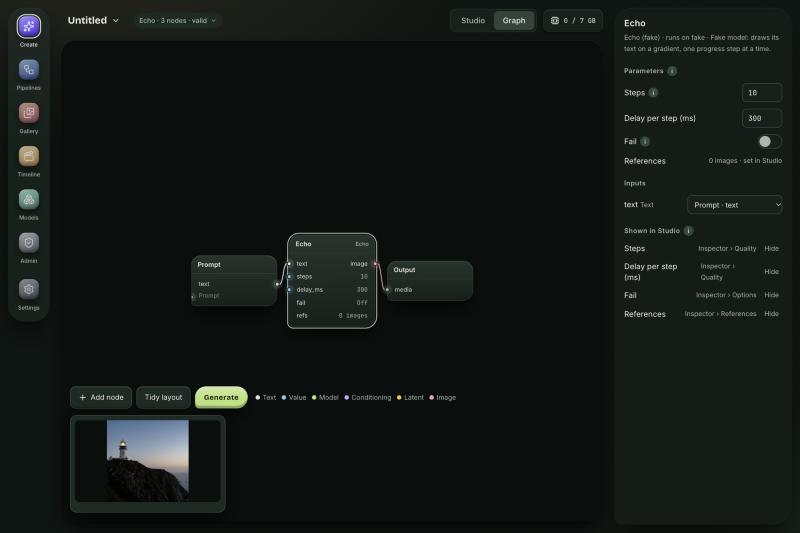 Create
Pipelines
Gallery
Timeline
Models
Admin
Settings
Untitled
Echo · 3 nodes · valid
Studio
Graph
0 / 7 GB
Prompt
text
Prompt
Echo
Echo
text
image
steps
10
delay_ms
300
fail
Off
refs
0 images
Output
media
Add node
Tidy layout
Generate
Text
Value
Model
Conditioning
Latent
Image
Echo
Echo (fake) · runs on fake · Fake model: draws its
text on a gradient, one progress step at a time.
Parameters
Steps
10
Delay per step (ms)
300
Fail
References
0 images · set in Studio
Inputs
text Text
Prompt · text
Shown in Studio
Steps
Inspector › Quality
Hide
Delay per step
(ms)
Inspector ›
Quality
Hide
Fail
Inspector › Options
Hide
References
Inspector › References
Hide